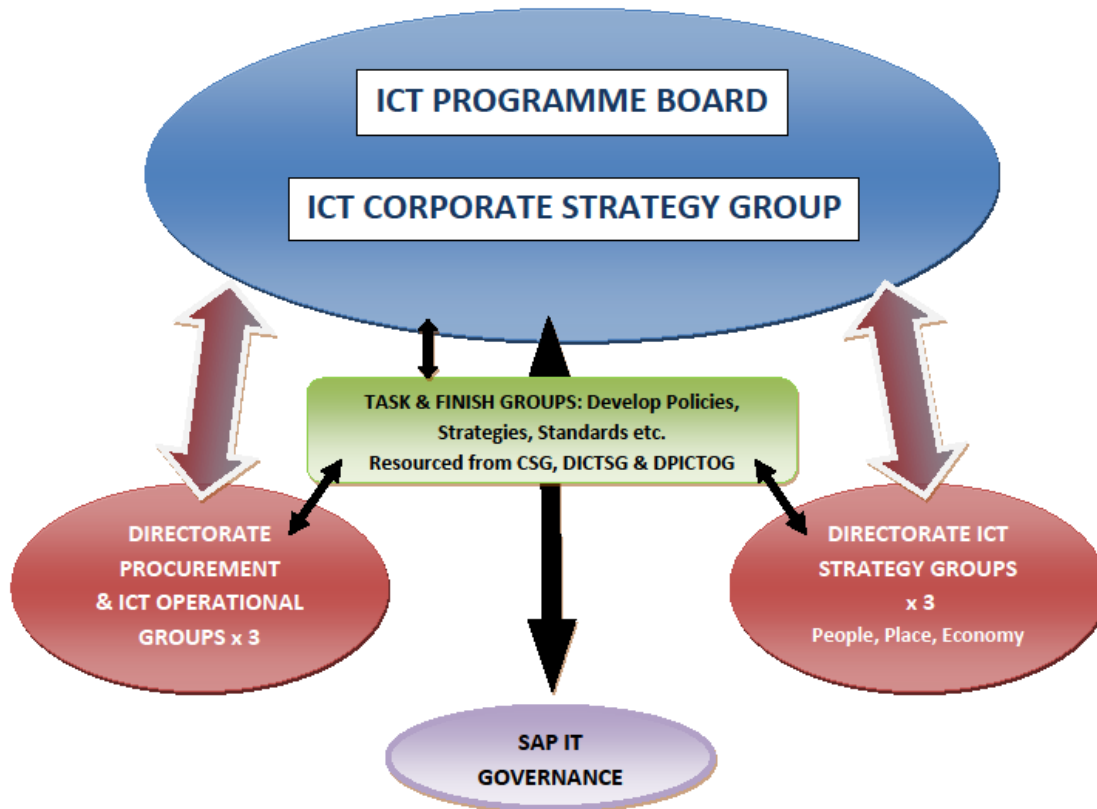 ICT PROGRAMME BOARD
ICT CORPORATE STRATEGY GROUP
TASK & FINISH GROUPS: Develop Policies,
Strategies, Standards etc.
Resourced from CSG, DICTSG & DPICTOG
DIRECTORATE
PROCUREMENT
& ICT OPERATIONAL
GROUPS x 3
DIRECTORATE ICT
STRATEGY GROUPS
x 3
People, Place, Economy
SAP IT
GOVERNANCE